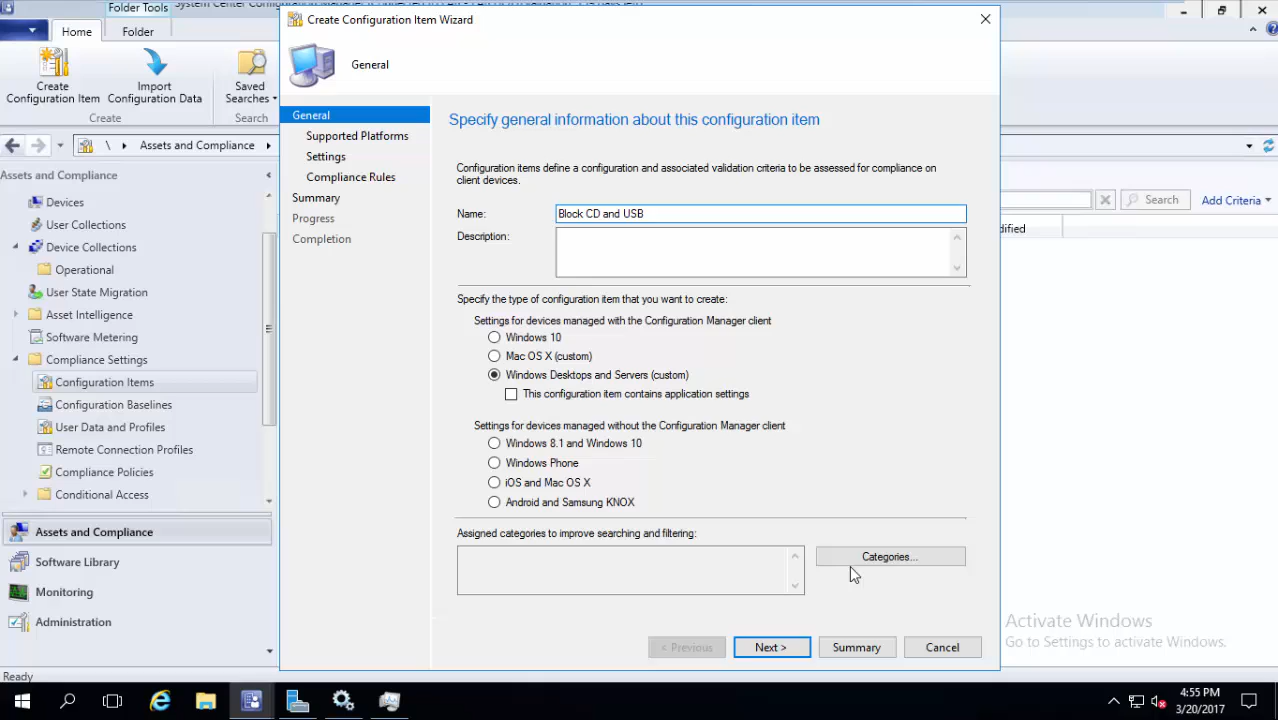 Folder Tools
Create Configuration Item Wizard
Home
Folder
Create
Configuration Item
Import
Configuration Data
Saved
Searches
Create
Search
General
Assets and Compliance
Assets and Compliance
Devices
User Collections
Device Collections
Operational
User State Migration
Asset Intelligence
Software Metering
Compliance Settings
Configuration Items
Configuration Baselines
User Data and Profiles
Remote Connection Profiles
Compliance Policies
Conditional Access
Assets and Compliance
Software Library
Monitoring
Administration
Ready
General
Supported Platforms
Settings
Compliance Rules
Summary
Progress
Completion
Specify general information about this configuration item
Configuration items define a configuration and associated validation criteria to be assessed for compliance on
client devices.
Name:
Block CD and USB
Description:
Specify the type of configuration item that you want to create:
Settings for devices managed with the Configuration Manager client
Windows 10
Mac OS X (custom)
Windows Desktops and Servers (custom)
This configuration item contains application settings
Settings for devices managed without the Configuration Manager client
Windows 8.1 and Windows 10
Windows Phone
iOS and Mac OS X
Android and Samsung KNOX
Assigned categories to improve searching and filtering:
Categories...
< Previous
Next >
Summary
Cancel
Search
Add Criteria
dified
Activate Windows
Go to Settings to activate Windows.
4:55 PM
3/20/2017